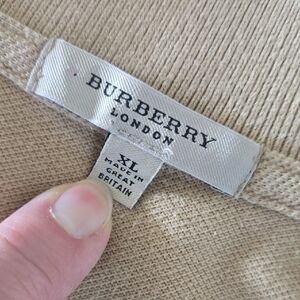 BURBERRY
LONDON
XL
MADE IN
GREAT
BRITAIN